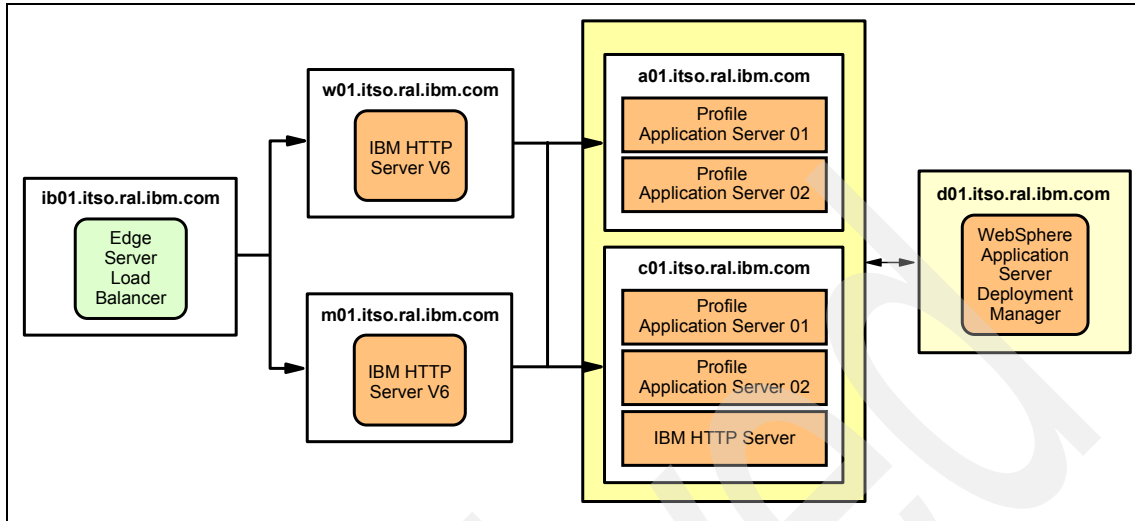 ib01.itso.ral.ibm.com
Edge
Server
Load
Balancer
w01.itso.ral.ibm.com
IBM HTTP
Server V6
m01.itso.ral.ibm.com
IBM HTTP
Server V6
a01.itso.ral.ibm.com
Profile
Application Server 01
Profile
Application Server 02
c01.itso.ral.ibm.com
Profile
Application Server 01
Profile
Application Server 02
IBM HTTP Server
d01.itso.ral.ibm.com
WebSphere
Application
Server
Deployment
Manager